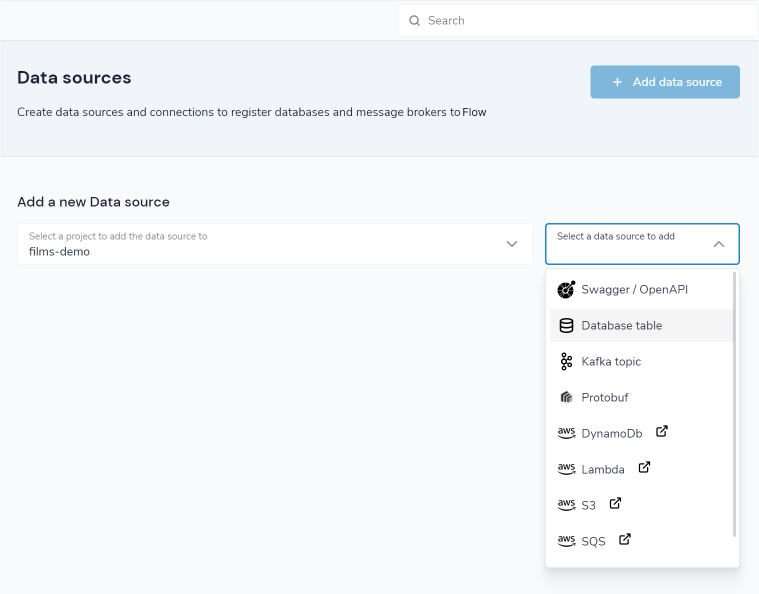 Search
Data sources
Add data source
Create data sources and connections to register databases and message brokers to Flow
Add a new Data source
Select a project to add the data source to
films-demo
Select a data source to add
Swagger / OpenAPI
Database table
Kafka topic
Protobuf
aws DynamoDb
aws Lambda
aws S3
aws SQS